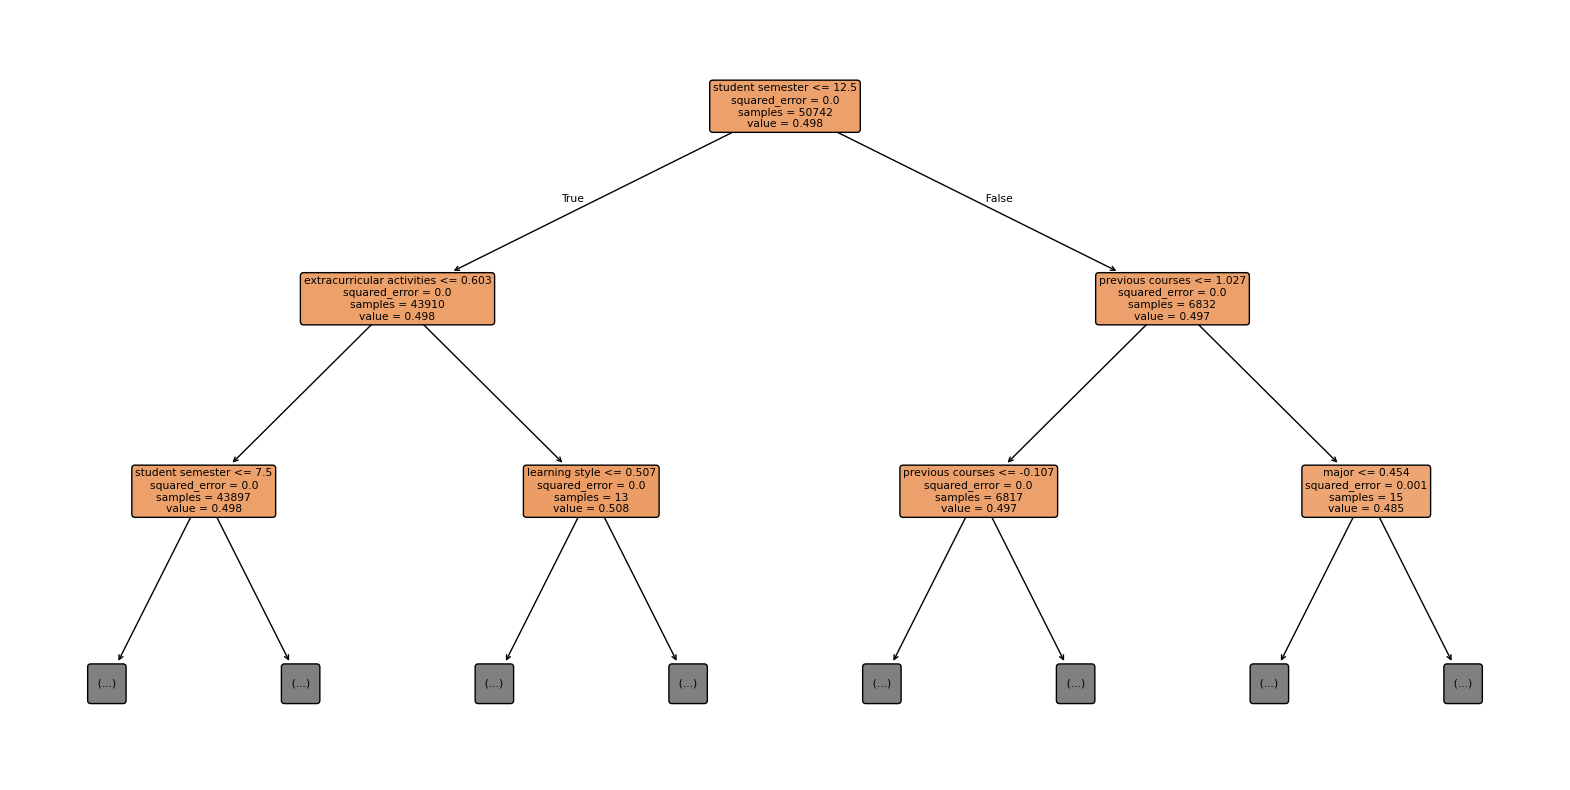 student semester <= 12.5
squared_error = 0.0
samples = 50742
value = 0.498
True
False
extracurricular activities <= 0.603
squared_error = 0.0
samples = 43910
value = 0.498
previous courses <= 1.027
squared_error = 0.0
samples = 6832
value = 0.497
student semester <= 7.5
squared_error = 0.0
samples = 43897
value = 0.498
learning style <= 0.507
squared_error = 0.0
samples = 13
value = 0.508
previous courses <= -0.107
squared_error = 0.0
samples = 6817
value = 0.497
major <= 0.454
squared_error = 0.001
samples = 15
value = 0.485
(...)
(...)
(...)
(...)
(...)
(...)
(...)
(...)